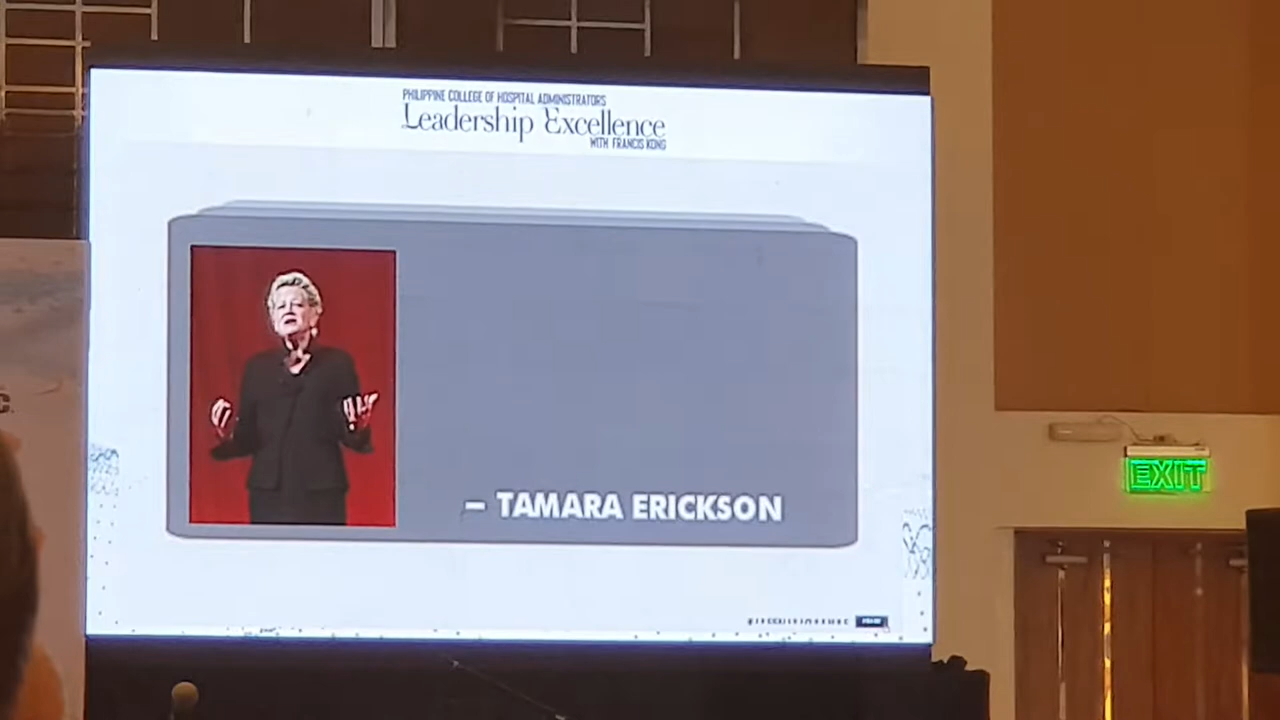 PHILIPPINE COLLEGE OF HOSPITAL ADMINISTRATORS
Leadership Excellence
WITH FRANCIS KONG
– TAMARA ERICKSON
C.
EXIT